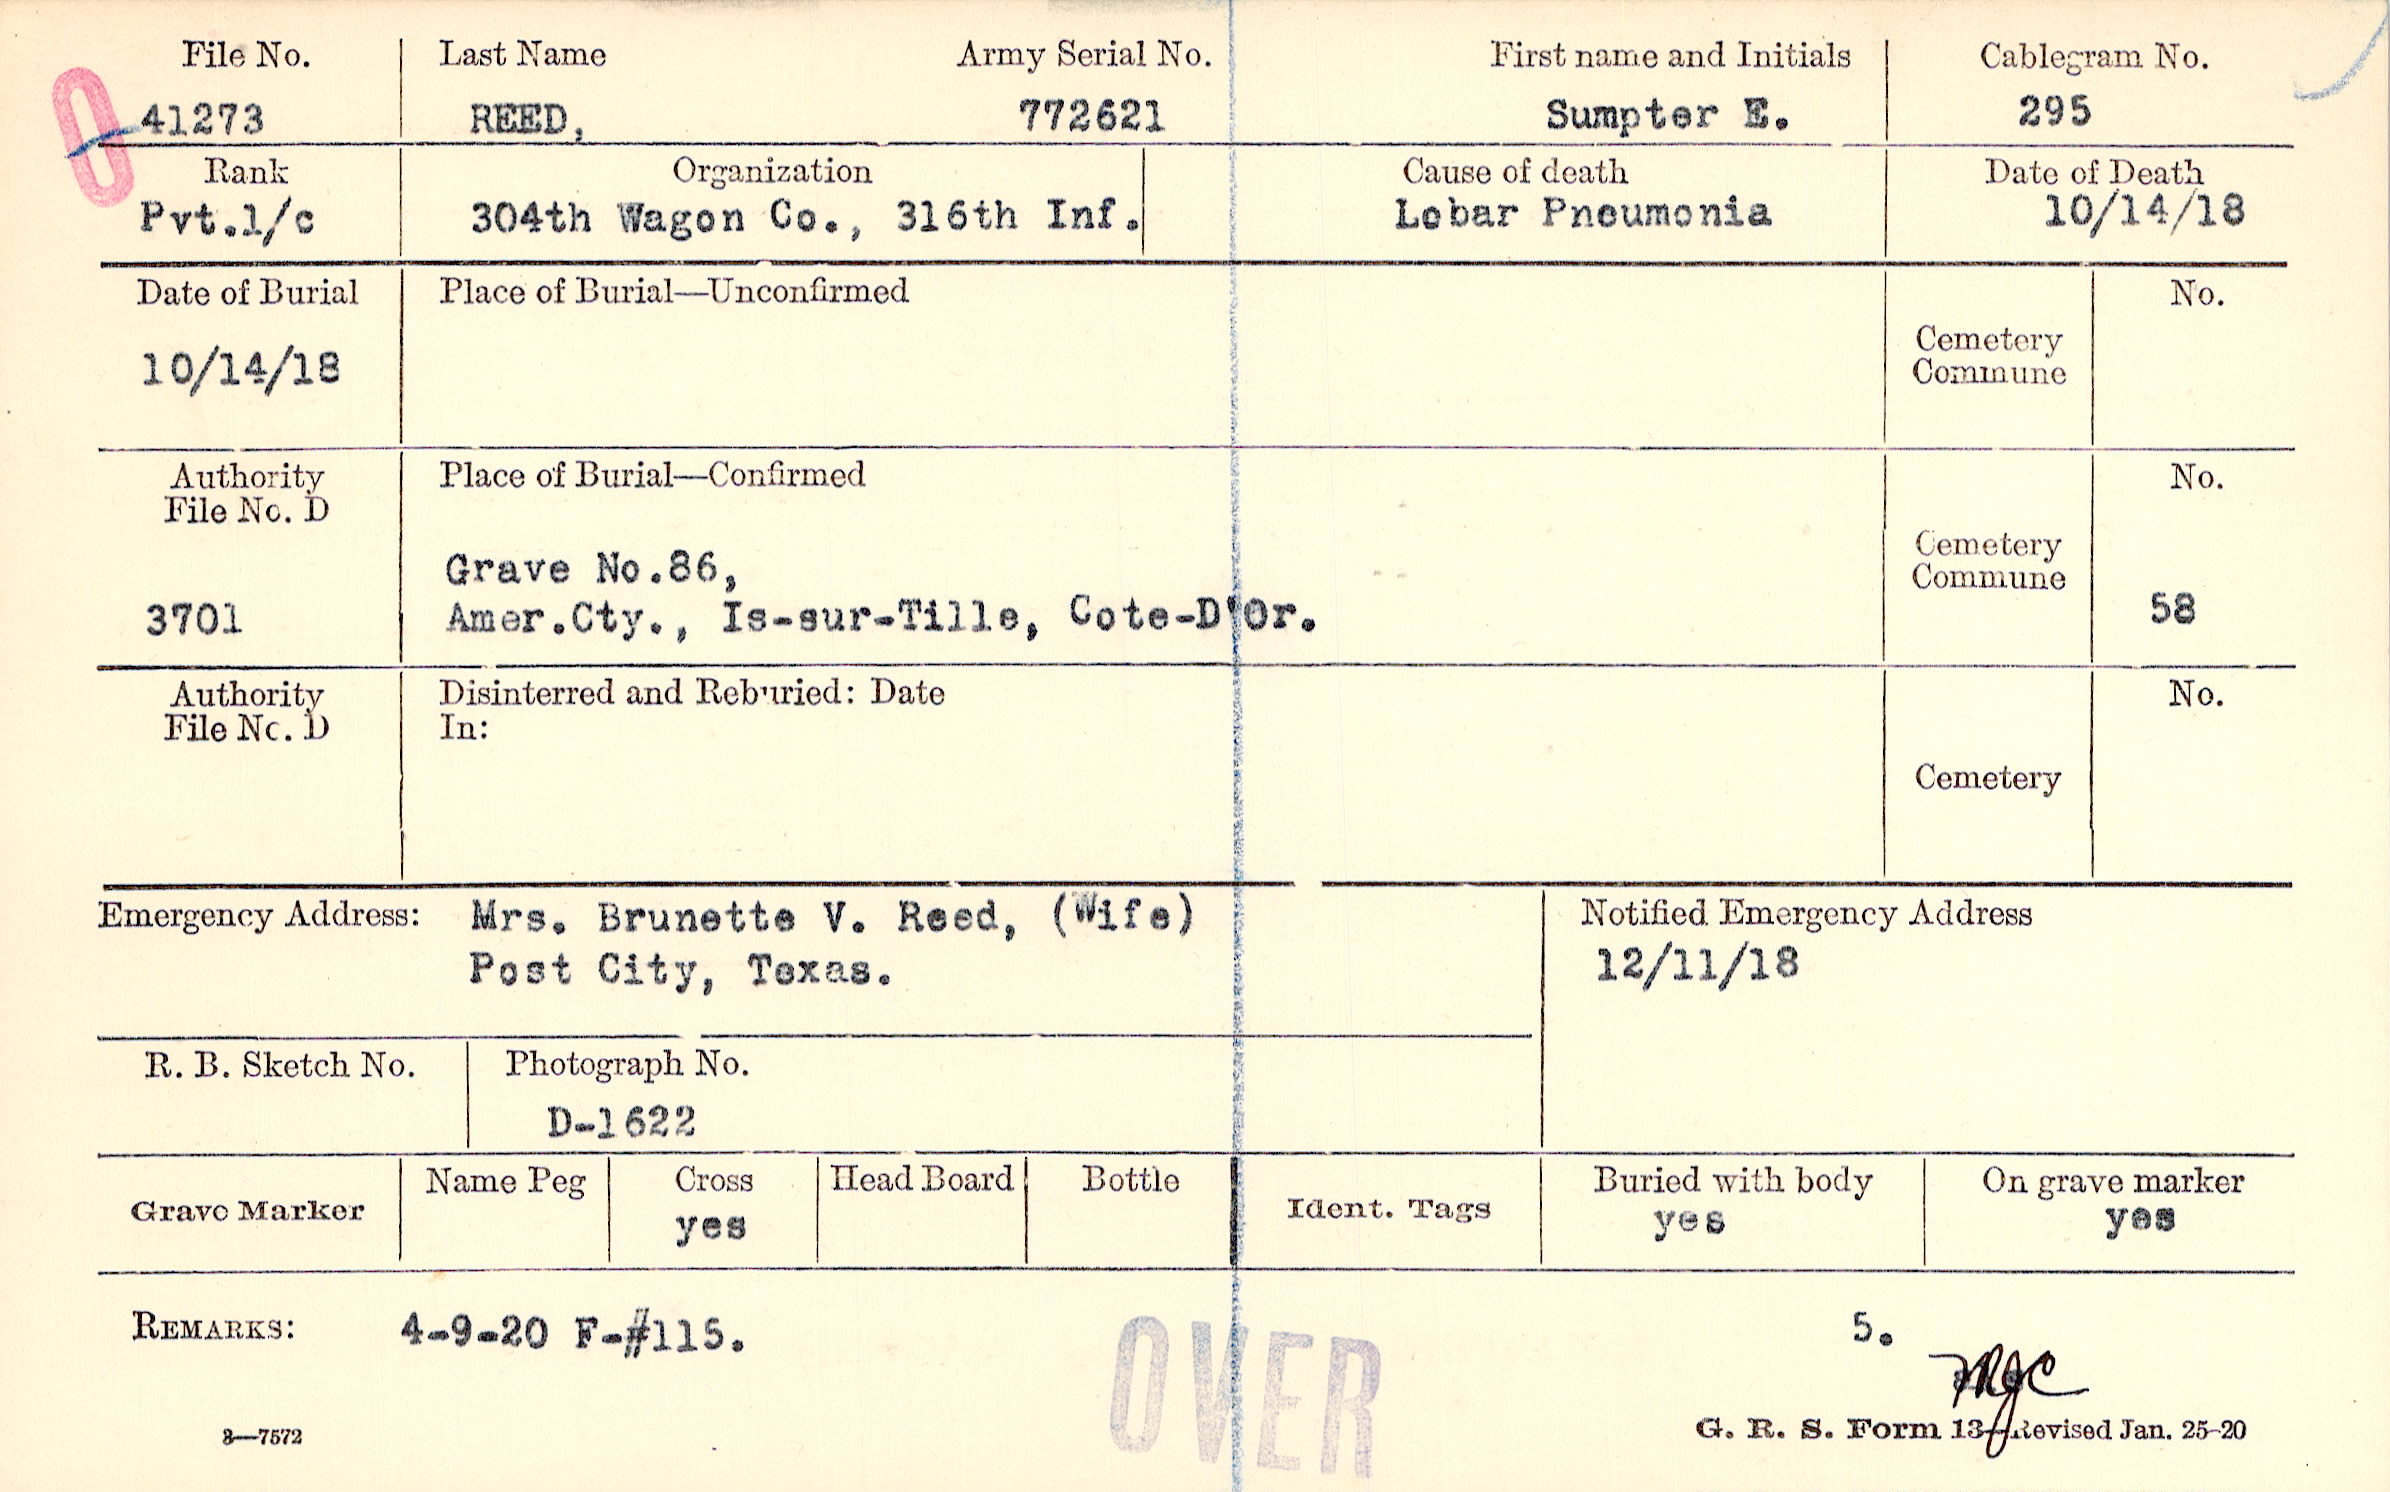 File No. Last Name Army Serial No. First name and Initials Cablegram No.
O 41273 REED, 772621 Sumpter E. 295
Rank Organization Cause of death Date of Death
Pvt.1/c 304th Wagon Co., 316th Inf. Lobar Pneumonia 10/14/18
Date of Burial Place of Burial—Unconfirmed No.
Cemetery
Commune
10/14/18
Authority Place of Burial—Confirmed No.
File No. D
Cemetery
Commune
Grave No.86,
3701 Amer.Cty., Is-sur-Tille, Cote-D'Or. 58
Authority Disinterred and Reburied: Date No.
File No. D In:
Cemetery
Emergency Address: Mrs. Brunette V. Reed, (Wife) Notified Emergency Address
Post City, Texas. 12/11/18
R. B. Sketch No. Photograph No.
D-1622
Grave Marker Name Peg Cross Head Board Bottle Ident. Tags Buried with body On grave marker
yes yes yes
REMARKS: 4-9-20 F-#115. 5.
OVER
MJC
3—7572 G. R. S. Form 13—Revised Jan. 25-20